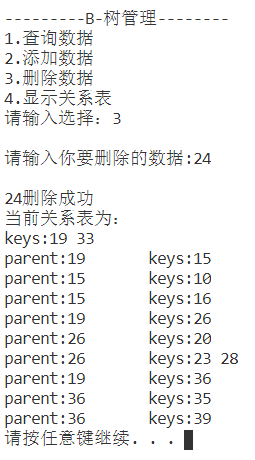 ---------B-树管理--------
1.查询数据
2.添加数据
3.删除数据
4.显示关系表
请输入选择：3
请输入你要删除的数据:24
24删除成功
当前关系表为：
keys:19 33
parent:19 keys:15
parent:15 keys:10
parent:15 keys:16
parent:19 keys:26
parent:26 keys:20
parent:26 keys:23 28
parent:19 keys:36
parent:36 keys:35
parent:36 keys:39
请按任意键继续. . .